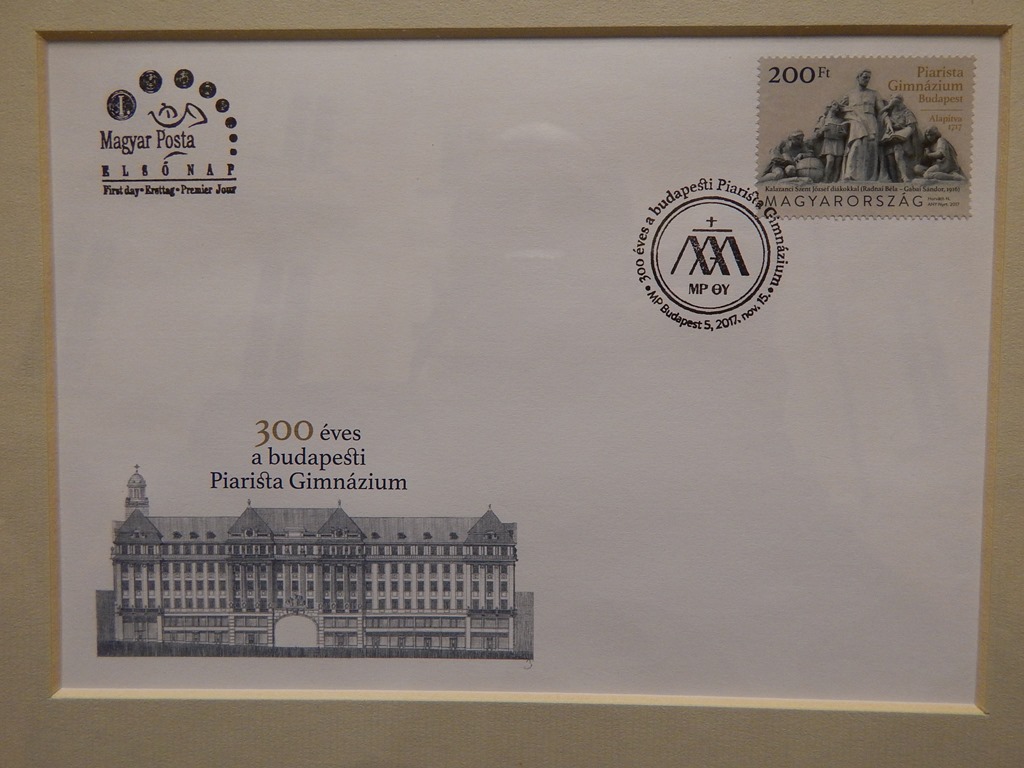 1
Magyar Posta
ELSŐ NAP
First day • Ersttag • Premier Jour
200 Ft
Piarista
Gimnázium
Budapest
Alapítva
1717
Kalazanci Szent József diákokkal (Radnai Béla – Gabai Sándor, 1916)
MAGYARORSZÁG
300 éves a budapesti Piarista Gimnázium
MP ΘΥ
• MP Budapest 5, 2017. nov. 15. •
300 éves
a budapesti
Piarista Gimnázium